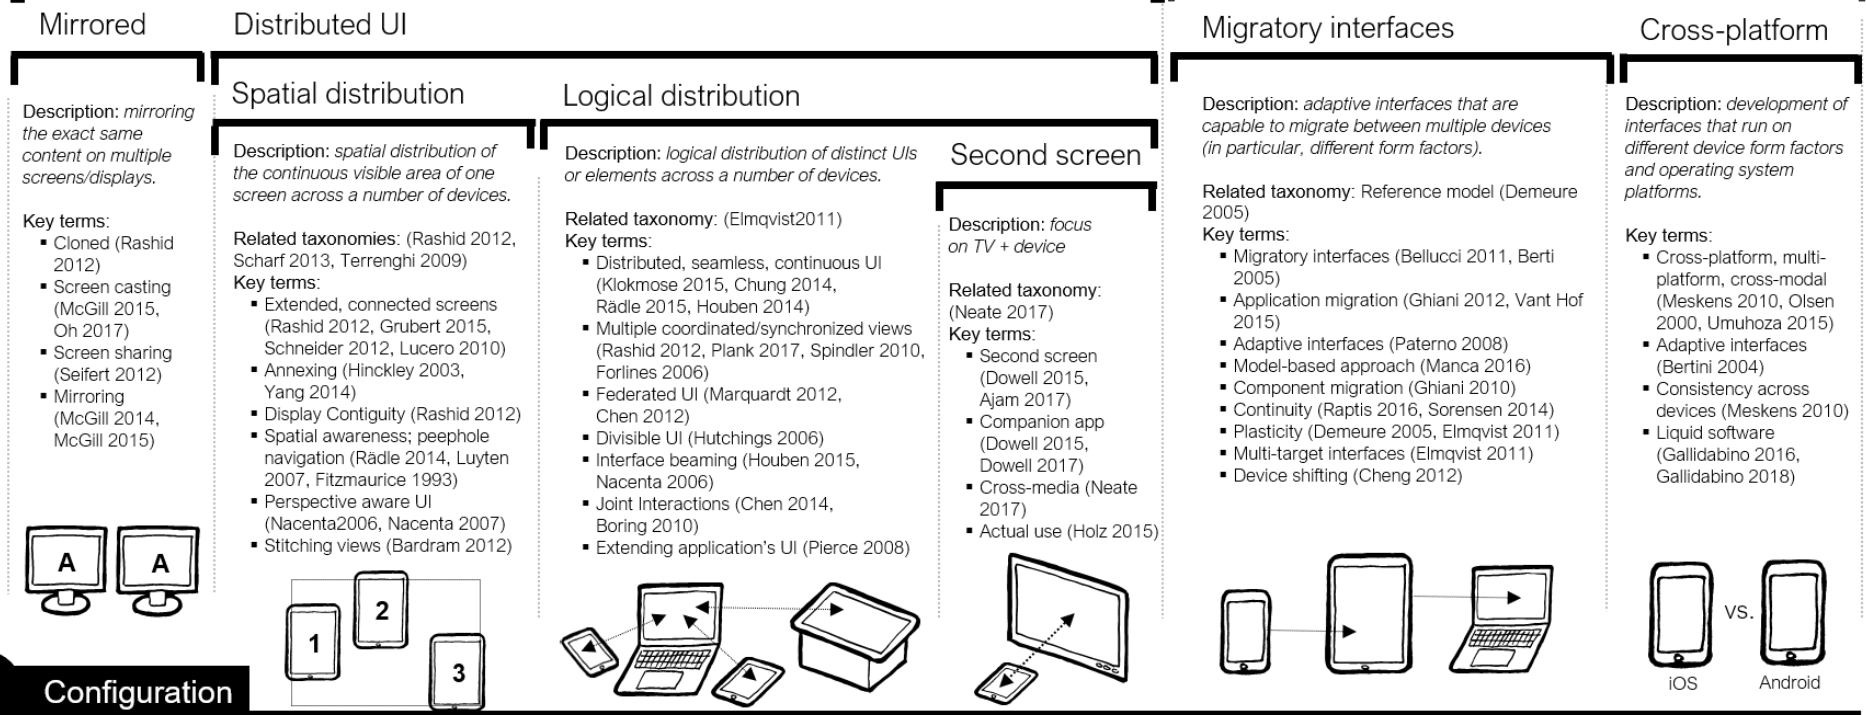 Mirrored
Description: mirroring
the exact same
content on multiple
screens/displays.
Key terms:
▪ Cloned (Rashid
2012)
▪ Screen casting
(McGill 2015,
Oh 2017)
▪ Screen sharing
(Seifert 2012)
▪ Mirroring
(McGill 2014,
McGill 2015)
A
A
Distributed UI
Spatial distribution
Description: spatial distribution of
the continuous visible area of one
screen across a number of devices.
Related taxonomies: (Rashid 2012,
Scharf 2013, Terrenghi 2009)
Key terms:
▪ Extended, connected screens
(Rashid 2012, Grubert 2015,
Schneider 2012, Lucero 2010)
▪ Annexing (Hinckley 2003,
Yang 2014)
▪ Display Contiguity (Rashid 2012)
▪ Spatial awareness; peephole
navigation (Rädle 2014, Luyten
2007, Fitzmaurice 1993)
▪ Perspective aware UI
(Nacenta2006, Nacenta 2007)
▪ Stitching views (Bardram 2012)
1
2
3
Logical distribution
Description: logical distribution of distinct UIs
or elements across a number of devices.
Related taxonomy: (Elmqvist2011)
Key terms:
▪ Distributed, seamless, continuous UI
(Klokmose 2015, Chung 2014,
Rädle 2015, Houben 2014)
▪ Multiple coordinated/synchronized views
(Rashid 2012, Plank 2017, Spindler 2010,
Forlines 2006)
▪ Federated UI (Marquardt 2012,
Chen 2012)
▪ Divisible UI (Hutchings 2006)
▪ Interface beaming (Houben 2015,
Nacenta 2006)
▪ Joint Interactions (Chen 2014,
Boring 2010)
▪ Extending application's UI (Pierce 2008)
Second screen
Description: focus
on TV + device
Related taxonomy:
(Neate 2017)
Key terms:
▪ Second screen
(Dowell 2015,
Ajam 2017)
▪ Companion app
(Dowell 2015,
Dowell 2017)
▪ Cross-media (Neate
2017)
▪ Actual use (Holz 2015)
Migratory interfaces
Description: adaptive interfaces that are
capable to migrate between multiple devices
(in particular, different form factors).
Related taxonomy: Reference model (Demeure
2005)
Key terms:
▪ Migratory interfaces (Bellucci 2011, Berti
2005)
▪ Application migration (Ghiani 2012, Vant Hof
2015)
▪ Adaptive interfaces (Paterno 2008)
▪ Model-based approach (Manca 2016)
▪ Component migration (Ghiani 2010)
▪ Continuity (Raptis 2016, Sorensen 2014)
▪ Plasticity (Demeure 2005, Elmqvist 2011)
▪ Multi-target interfaces (Elmqvist 2011)
▪ Device shifting (Cheng 2012)
Cross-platform
Description: development of
interfaces that run on
different device form factors
and operating system
platforms.
Key terms:
▪ Cross-platform, multi-
platform, cross-modal
(Meskens 2010, Olsen
2000, Umuhoza 2015)
▪ Adaptive interfaces
(Bertini 2004)
▪ Consistency across
devices (Meskens 2010)
▪ Liquid software
(Gallidabino 2016,
Gallidabino 2018)
vs.
iOS
Android
Configuration